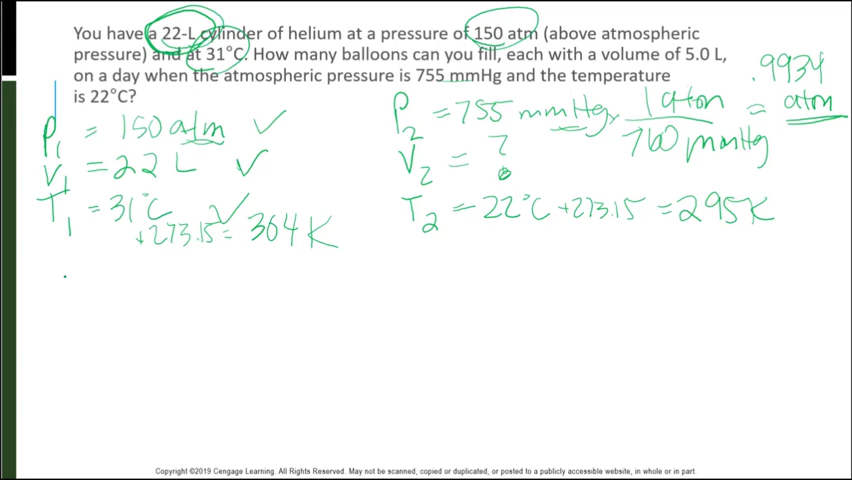 You have a 22-L cylinder of helium at a pressure of 150 atm (above atmospheric
pressure) and at 31°C. How many balloons can you fill, each with a volume of 5.0 L,
on a day when the atmospheric pressure is 755 mmHg and the temperature
is 22°C?
P₁ = 150 atm ✓
V₁ = 22 L ✓
T₁ = 31°C ✓
+273.15 = 304 K
P₂ = 755 mmHg x 1 atm / 760 mmHg = .9934 atm
V₂ = ?
T₂ = 22°C +273.15 = 295K
Copyright ©2019 Cengage Learning. All Rights Reserved. May not be scanned, copied or duplicated, or posted to a publicly accessible website, in whole or in part.